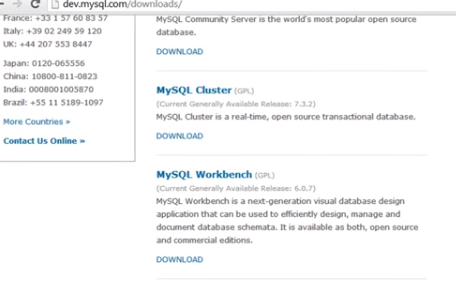 dev.mysql.com/downloads/
France: +33 1 57 60 83 57
Italy: +39 02 249 59 120
UK: +44 207 553 8447
Japan: 0120-065556
China: 10800-811-0823
India: 0008001005870
Brazil: +55 11 5189-1097
More Countries »
Contact Us Online »
MySQL Community Server is the world's most popular open source
database.
DOWNLOAD
MySQL Cluster (GPL)
(Current Generally Available Release: 7.3.2)
MySQL Cluster is a real-time, open source transactional database.
DOWNLOAD
MySQL Workbench (GPL)
(Current Generally Available Release: 6.0.7)
MySQL Workbench is a next-generation visual database design
application that can be used to efficiently design, manage and
document database schemata. It is available as both, open source
and commercial editions.
DOWNLOAD